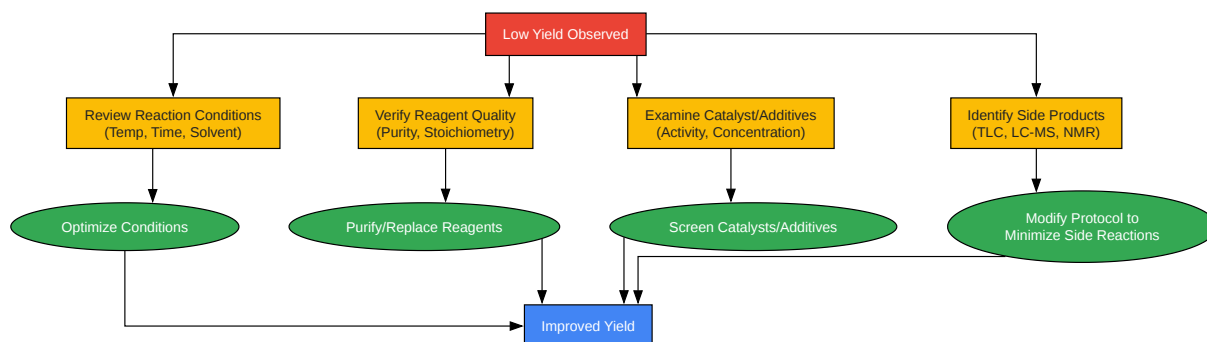 Low Yield Observed
Review Reaction Conditions
(Temp, Time, Solvent)
Verify Reagent Quality
(Purity, Stoichiometry)
Examine Catalyst/Additives
(Activity, Concentration)
Identify Side Products
(TLC, LC-MS, NMR)
Optimize Conditions
Purify/Replace Reagents
Screen Catalysts/Additives
Modify Protocol to
Minimize Side Reactions
Improved Yield